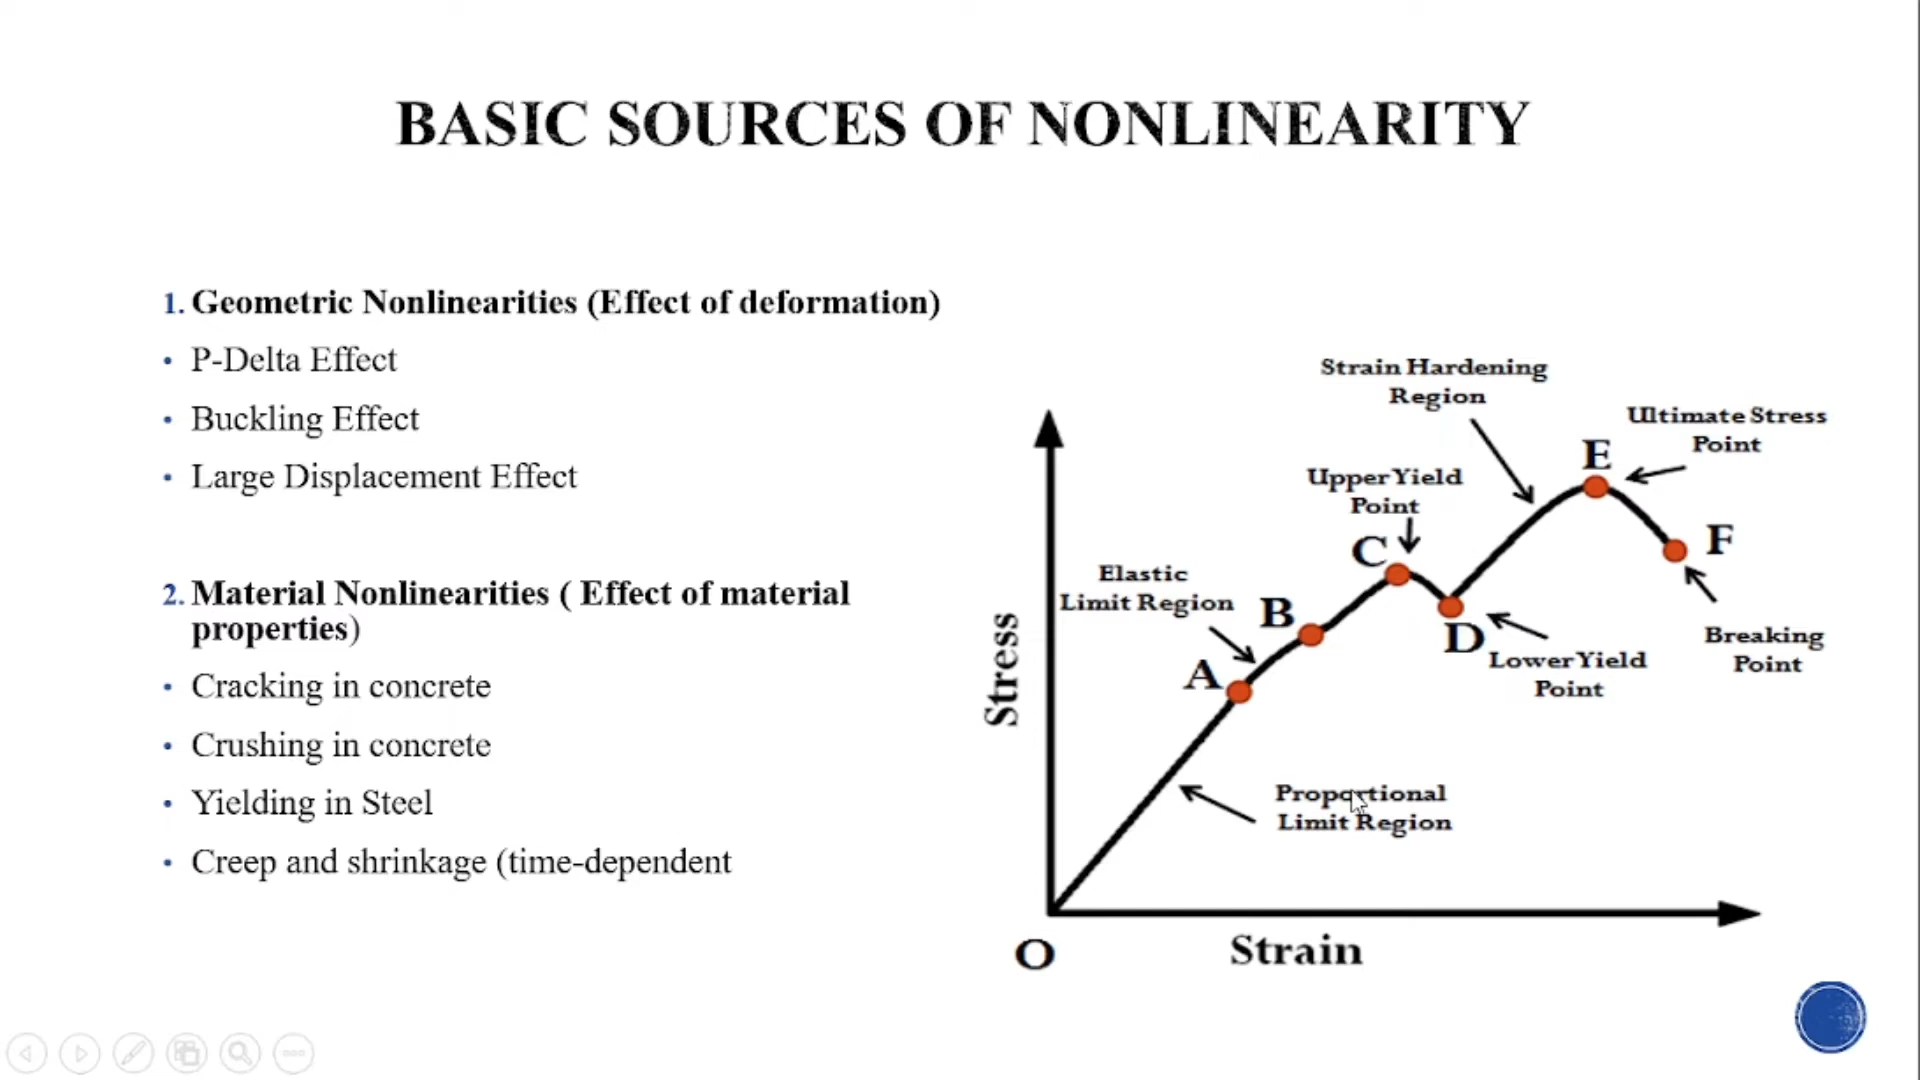 BASIC SOURCES OF NONLINEARITY
1. Geometric Nonlinearities (Effect of deformation)
• P-Delta Effect
• Buckling Effect
• Large Displacement Effect
2. Material Nonlinearities ( Effect of material
properties)
• Cracking in concrete
• Crushing in concrete
• Yielding in Steel
• Creep and shrinkage (time-dependent
Strain Hardening
Region
Ultimate Stress
Point
E
Upper Yield
Point
C
F
Elastic
Limit Region
B
D
Breaking
Point
Lower Yield
Point
A
Stress
Proportional
Limit Region
O
Strain